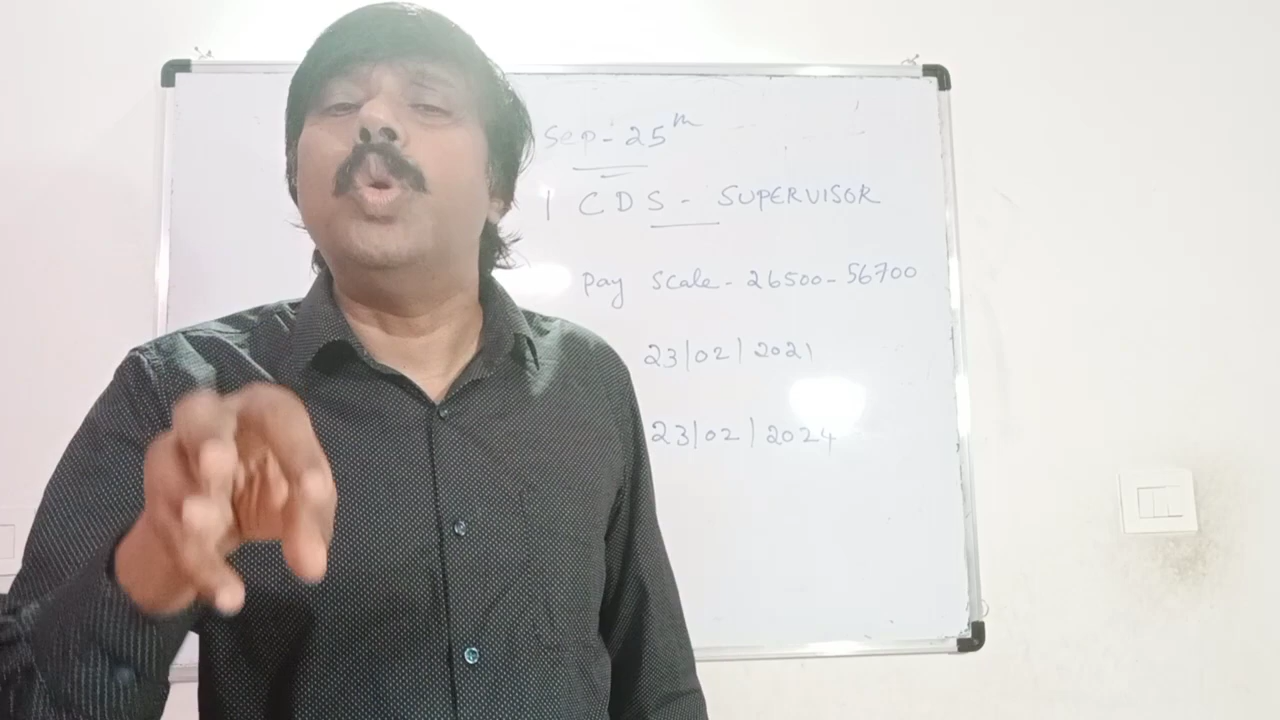 Sep - 25th
ICDS - SUPERVISOR
Pay Scale - 26500 - 56700
23/02/2021
23/02/2024